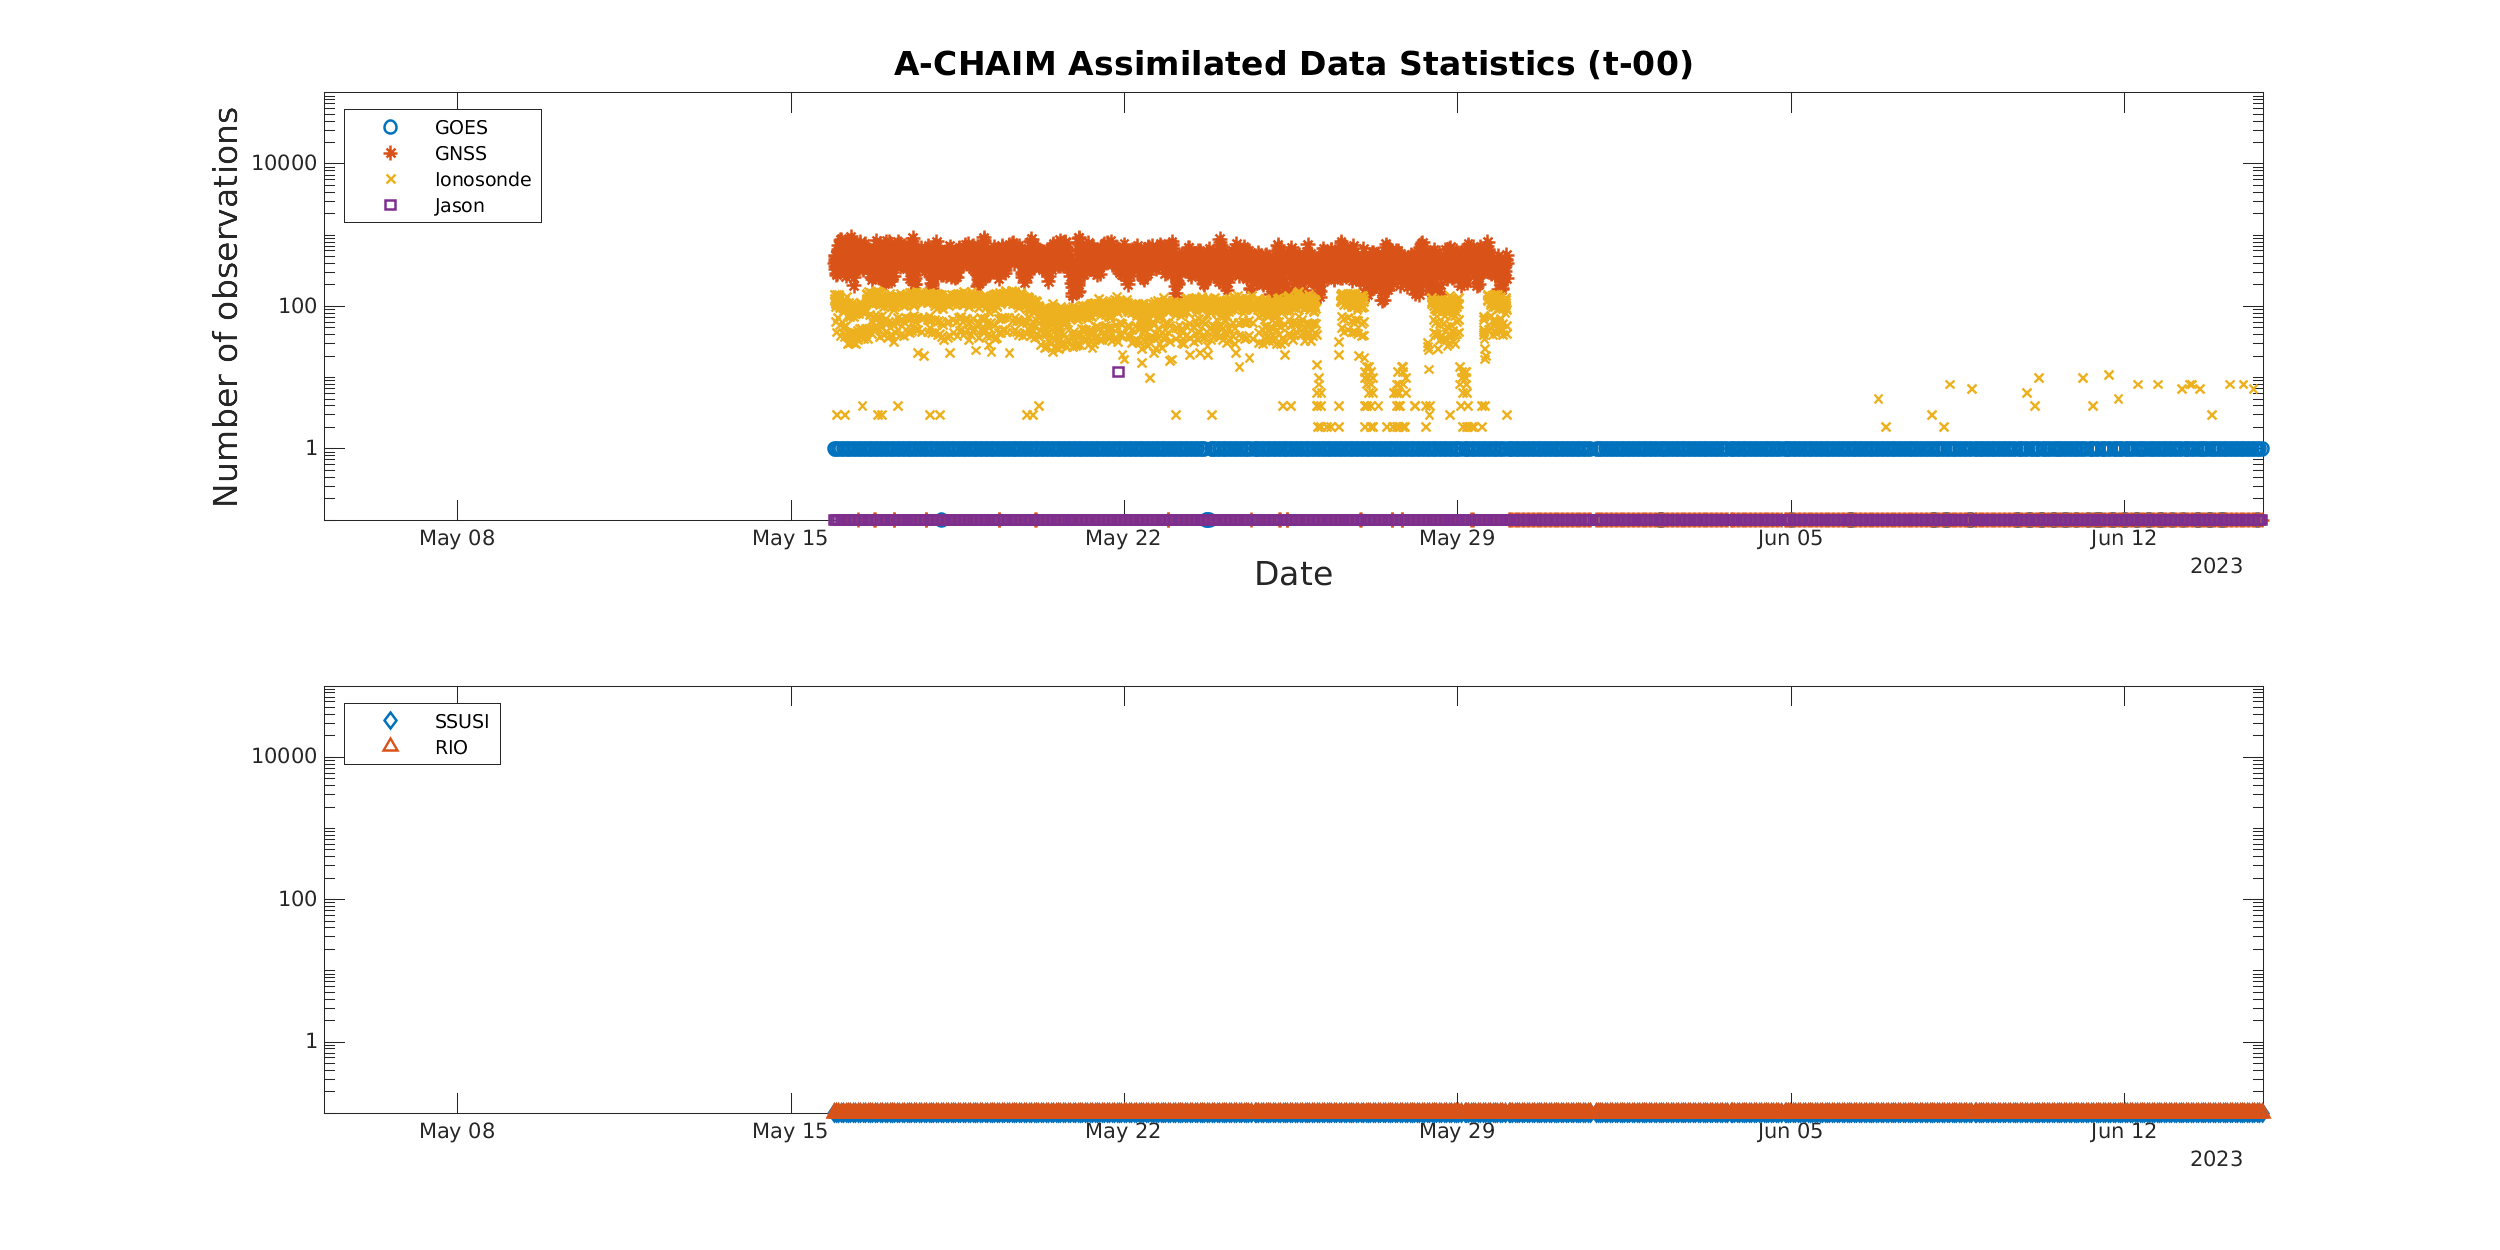 A-CHAIM Assimilated Data Statistics (t-00)
Number of observations
10000
100
1
GOES
GNSS
Ionosonde
Jason
May 08 May 15 May 22 May 29 Jun 05 Jun 12
2023
Date
10000
100
1
SSUSI
RIO
May 08 May 15 May 22 May 29 Jun 05 Jun 12
2023